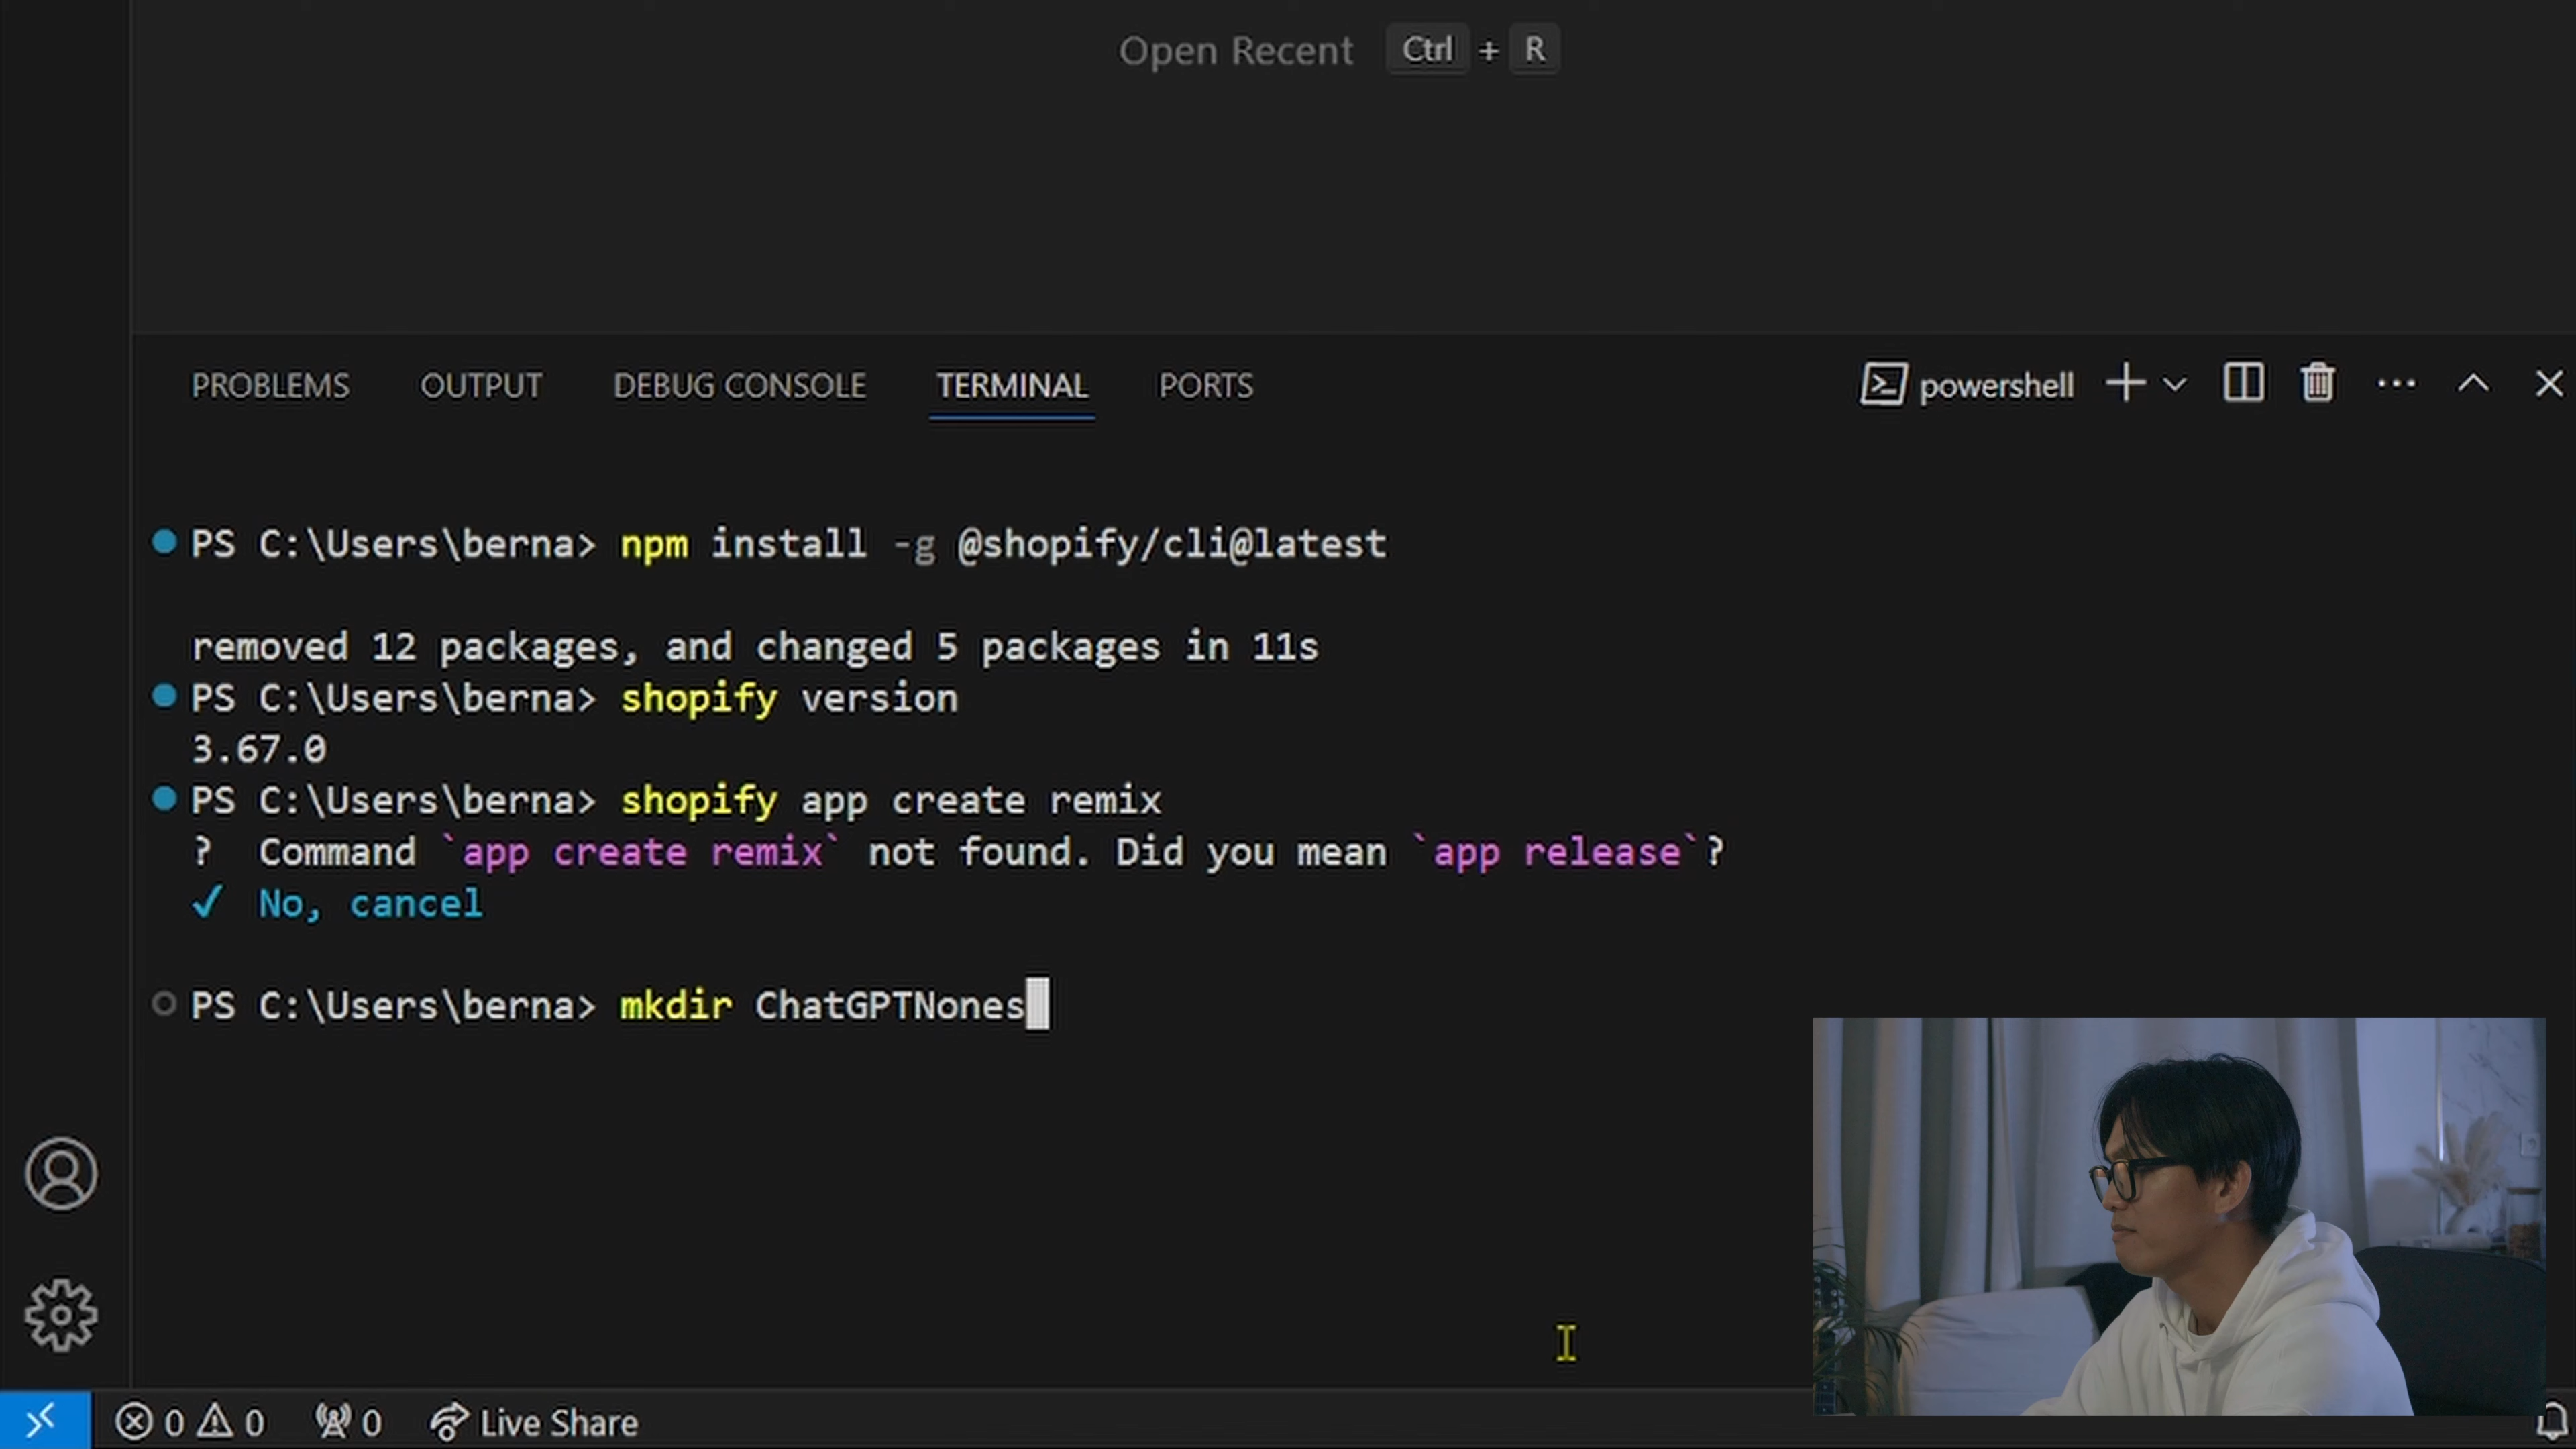 Open Recent Ctrl + R
PROBLEMS OUTPUT DEBUG CONSOLE TERMINAL PORTS powershell
PS C:\Users\berna> npm install -g @shopify/cli@latest
removed 12 packages, and changed 5 packages in 11s
PS C:\Users\berna> shopify version
3.67.0
PS C:\Users\berna> shopify app create remix
? Command `app create remix` not found. Did you mean `app release`?
✓ No, cancel
PS C:\Users\berna> mkdir ChatGPTNones
0 0 0 Live Share